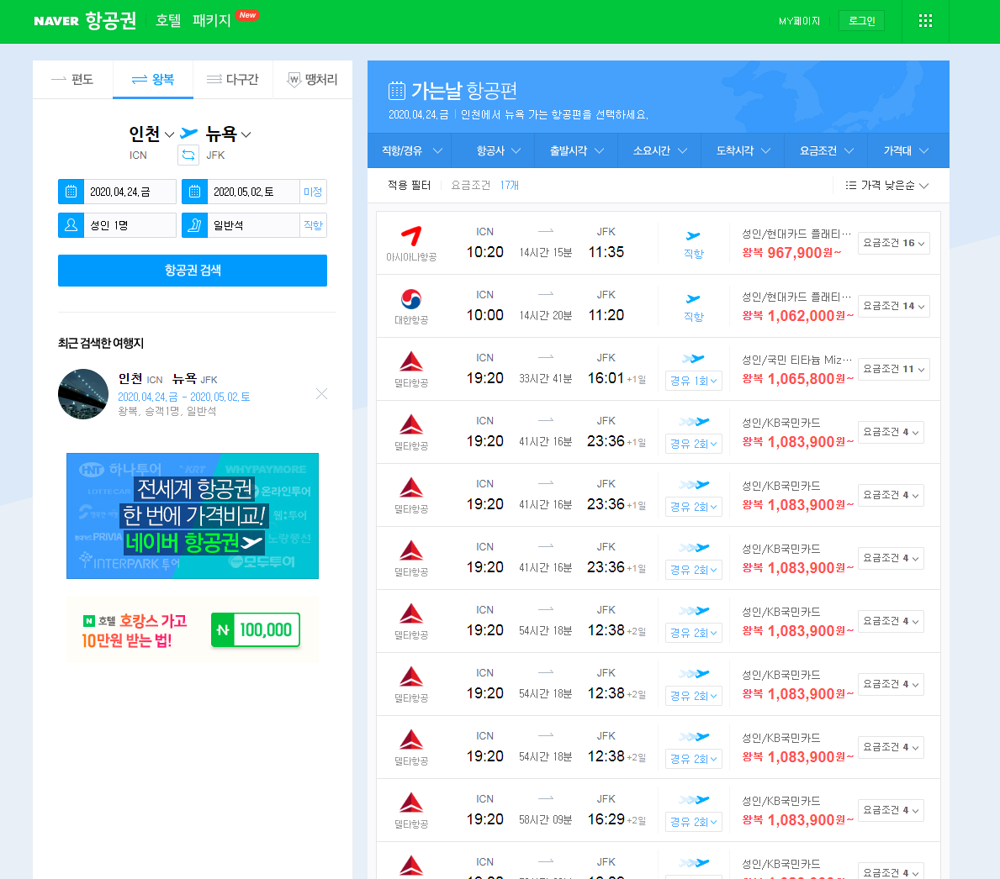 NAVER 항공권 호텔 패키지 New
MY페이지 로그인
편도 왕복 다구간 땡처리
인천 뉴욕
ICN JFK
2020.04.24.금 2020.05.02.토 미정
성인 1명 일반석 직항
항공권 검색
최근 검색한 여행지
인천 ICN 뉴욕 JFK
2020.04.24.금 - 2020.05.02.토
왕복, 승객1명, 일반석
HNT 하나투어 KRT WHYPAYMORE
LOTTECAR
전세계 항공권
온라인투어
한 번에 가격비교!
웹투어
PRIVIA
네이버 항공권
노랑풍선
INTERPARK 투어 모두투어
N 호텔 호캉스 가고
10만원 받는 법!
N 100,000
가는날 항공편
2020.04.24.금 인천에서 뉴욕 가는 항공편을 선택하세요.
직항/경유 항공사 출발시각 소요시간 도착시각 요금조건 가격대
적용 필터 요금조건 17개 가격 낮은순
아시아나항공
ICN JFK
10:20 14시간 15분 11:35
직항
성인/현대카드 플래티…
왕복 967,900원~
요금조건 16
대한항공
ICN JFK
10:00 14시간 20분 11:20
직항
성인/현대카드 플래티…
왕복 1,062,000원~
요금조건 14
델타항공
ICN JFK
19:20 33시간 41분 16:01 +1일
경유 1회
성인/국민 티타늄 Miz…
왕복 1,065,800원~
요금조건 11
델타항공
ICN JFK
19:20 41시간 16분 23:36 +1일
경유 2회
성인/KB국민카드
왕복 1,083,900원~
요금조건 4
델타항공
ICN JFK
19:20 41시간 16분 23:36 +1일
경유 2회
성인/KB국민카드
왕복 1,083,900원~
요금조건 4
델타항공
ICN JFK
19:20 41시간 16분 23:36 +1일
경유 2회
성인/KB국민카드
왕복 1,083,900원~
요금조건 4
델타항공
ICN JFK
19:20 54시간 18분 12:38 +2일
경유 2회
성인/KB국민카드
왕복 1,083,900원~
요금조건 4
델타항공
ICN JFK
19:20 54시간 18분 12:38 +2일
경유 2회
성인/KB국민카드
왕복 1,083,900원~
요금조건 4
델타항공
ICN JFK
19:20 54시간 18분 12:38 +2일
경유 2회
성인/KB국민카드
왕복 1,083,900원~
요금조건 4
델타항공
ICN JFK
19:20 58시간 09분 16:29 +2일
경유 2회
성인/KB국민카드
왕복 1,083,900원~
요금조건 4
ICN JFK
성인/KB국민카드
요금조건 4